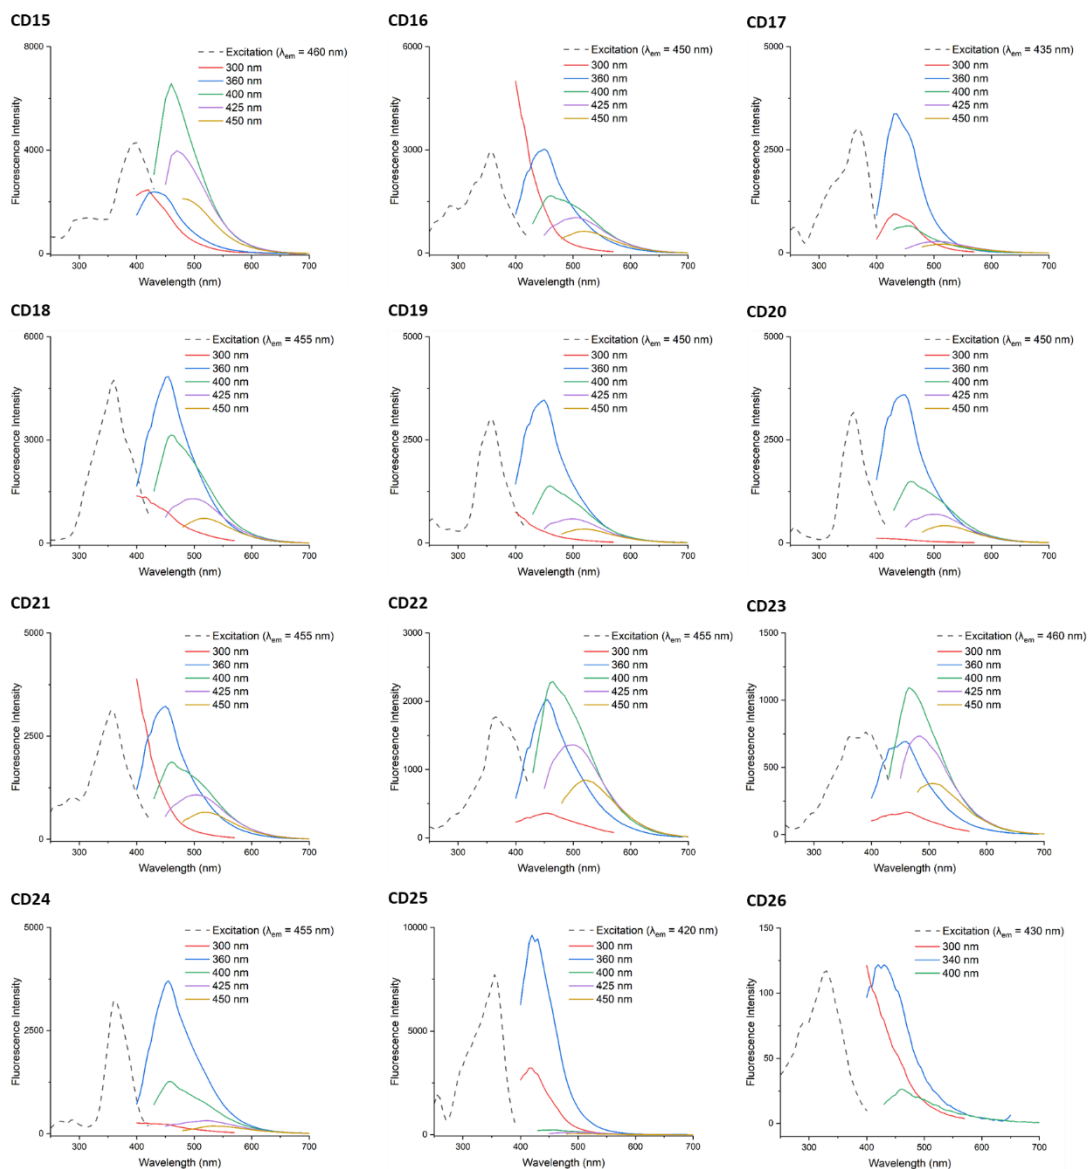 CD15
8000
4000
0
Fluorescence Intensity
300 400 500 600 700
Wavelength (nm)
Excitation (λem = 460 nm)
300 nm
360 nm
400 nm
425 nm
450 nm
CD16
6000
3000
0
Fluorescence Intensity
300 400 500 600 700
Wavelength (nm)
Excitation (λem = 450 nm)
300 nm
360 nm
400 nm
425 nm
450 nm
CD17
5000
2500
0
Fluorescence Intensity
300 400 500 600 700
Wavelength (nm)
Excitation (λem = 435 nm)
300 nm
360 nm
400 nm
425 nm
450 nm
CD18
6000
3000
0
Fluorescence Intensity
300 400 500 600 700
Wavelength (nm)
Excitation (λem = 455 nm)
300 nm
360 nm
400 nm
425 nm
450 nm
CD19
5000
2500
0
Fluorescence Intensity
300 400 500 600 700
Wavelength (nm)
Excitation (λem = 450 nm)
300 nm
360 nm
400 nm
425 nm
450 nm
CD20
5000
2500
0
Fluorescence Intensity
300 400 500 600 700
Wavelength (nm)
Excitation (λem = 450 nm)
300 nm
360 nm
400 nm
425 nm
450 nm
CD21
5000
2500
0
Fluorescence Intensity
300 400 500 600 700
Wavelength (nm)
Excitation (λem = 455 nm)
300 nm
360 nm
400 nm
425 nm
450 nm
CD22
3000
2000
1000
0
Fluorescence Intensity
300 400 500 600 700
Wavelength (nm)
Excitation (λem = 455 nm)
300 nm
360 nm
400 nm
425 nm
450 nm
CD23
1500
1000
500
0
Fluorescence Intensity
300 400 500 600 700
Wavelength (nm)
Excitation (λem = 460 nm)
300 nm
360 nm
400 nm
425 nm
450 nm
CD24
5000
2500
0
Fluorescence Intensity
300 400 500 600 700
Wavelength (nm)
Excitation (λem = 455 nm)
300 nm
360 nm
400 nm
425 nm
450 nm
CD25
10000
5000
0
Fluorescence Intensity
300 400 500 600 700
Wavelength (nm)
Excitation (λem = 420 nm)
300 nm
360 nm
400 nm
425 nm
450 nm
CD26
150
100
50
0
Fluorescence Intensity
300 400 500 600 700
Wavelength (nm)
Excitation (λem = 430 nm)
300 nm
340 nm
400 nm